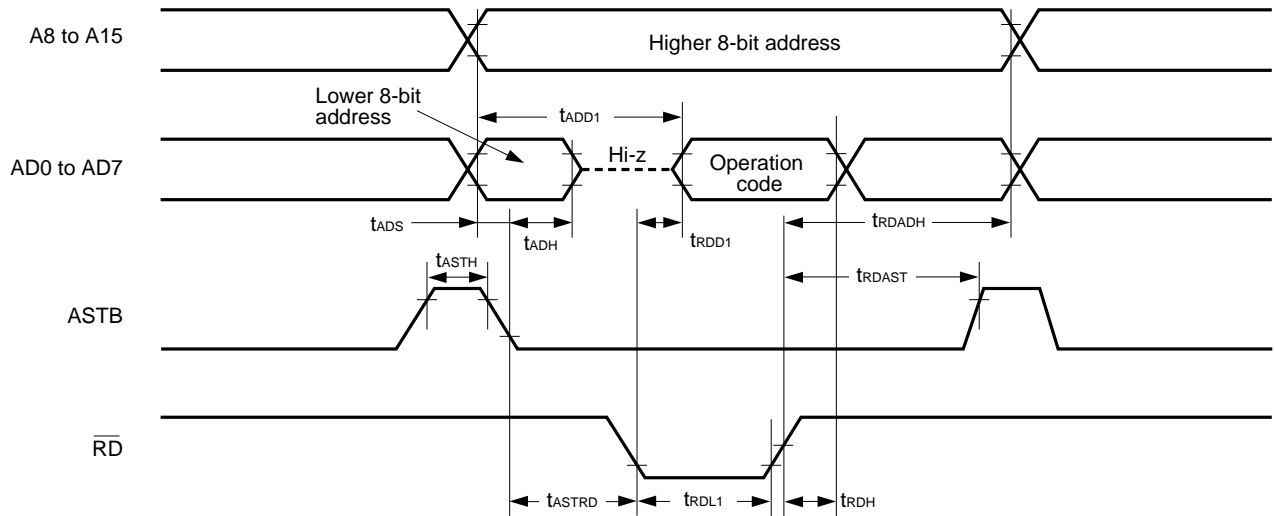 A8 to A15
Higher 8-bit address
Lower 8-bit
address
tADD1
AD0 to AD7
Hi-z
Operation
code
tADS
tADH
tRDD1
tRDADH
tASTH
tRDAST
ASTB
RD
tASTRD
tRDL1
tRDH